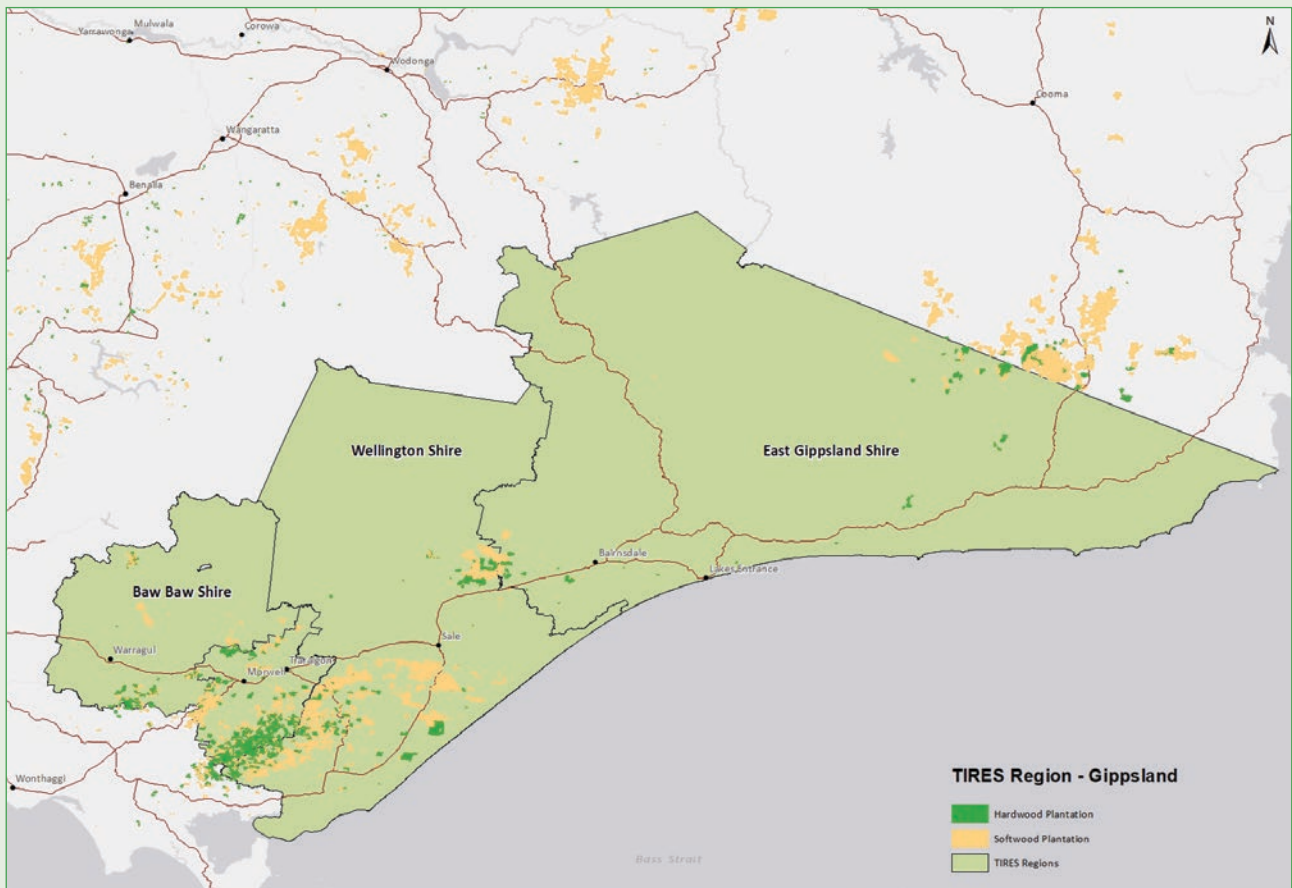 Mulwala
Corowa
Yarrawonga
N
Wodonga
Cooma
Wangaratta
Benalla
Wellington Shire
East Gippsland Shire
Bairnsdale
Lakes Entrance
Baw Baw Shire
Sale
Warragul
Traralgon
Morwell
Wonthaggi
TIRES Region - Gippsland
Hardwood Plantation
Softwood Plantation
TIRES Regions
Bass Strait